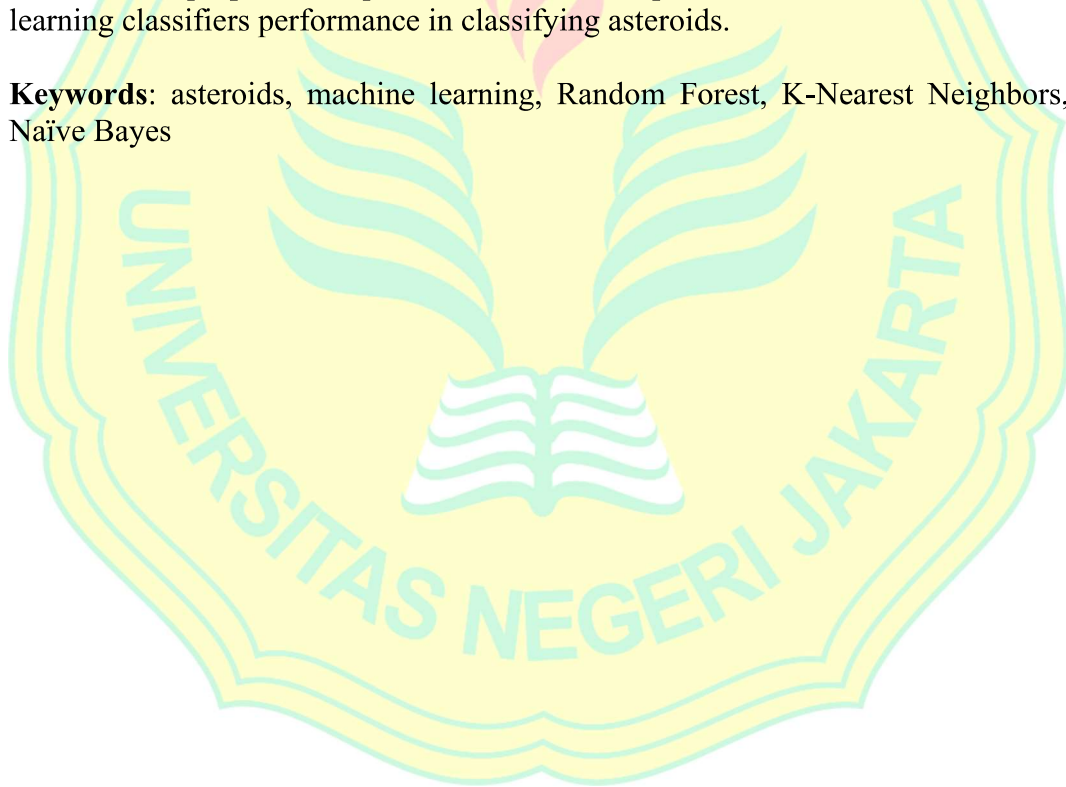 learning classifiers performance in classifying asteroids.
Keywords: asteroids, machine learning, Random Forest, K-Nearest Neighbors,
Naïve Bayes
UNIVERSITAS NEGERI JAKARTA